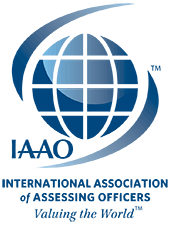 ™
IAAO
INTERNATIONAL ASSOCIATION
of ASSESSING OFFICERS
Valuing the World™